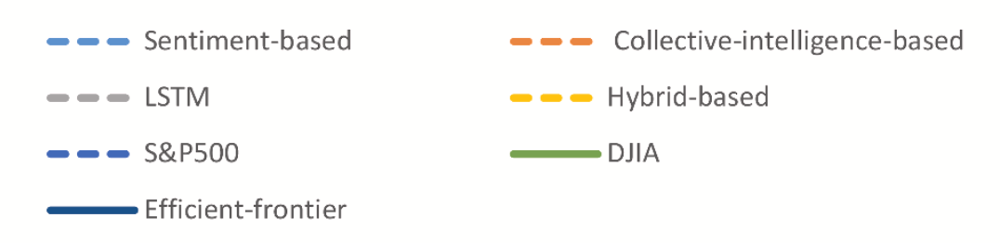 Sentiment-based Collective-intelligence-based
LSTM Hybrid-based
S&P500 DJIA
Efficient-frontier